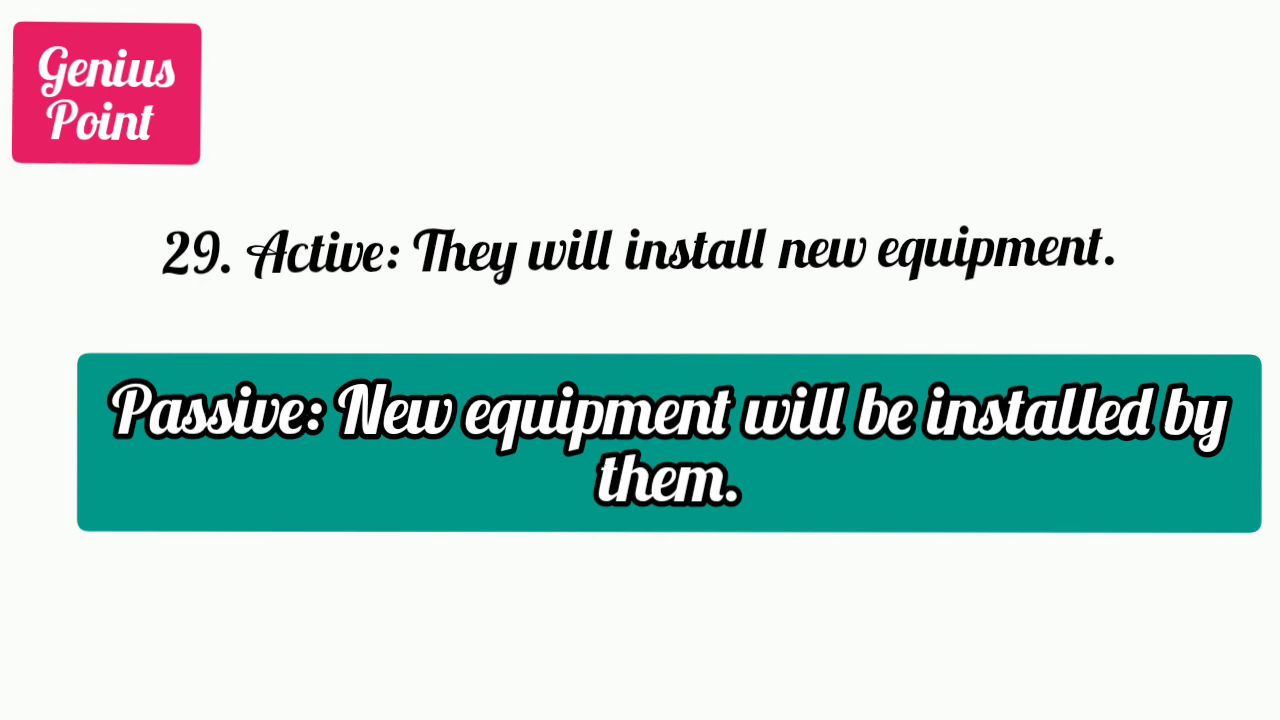 Genius
Point
29. Active: They will install new equipment.
Passive: New equipment will be installed by
them.